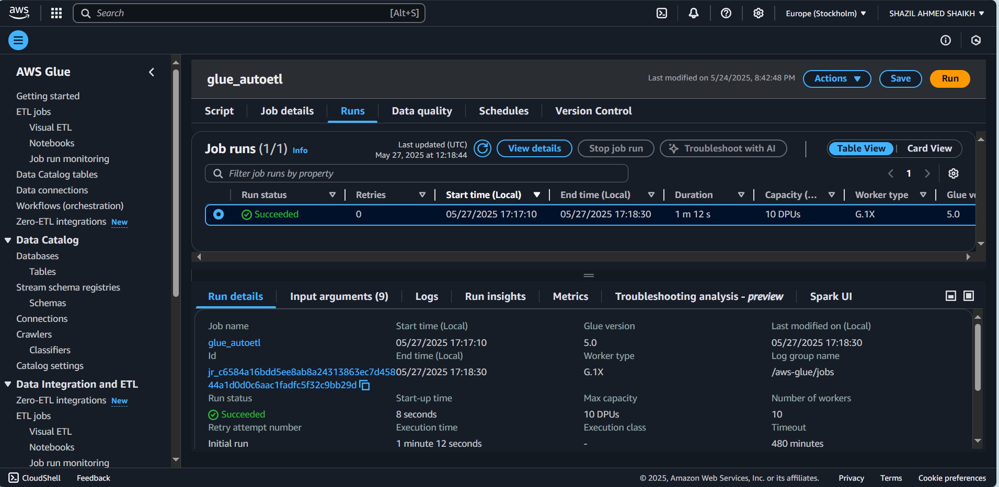 aws
Search [Alt+S]
Europe (Stockholm)
SHAZIL AHMED SHAIKH
AWS Glue
Getting started
ETL jobs
Visual ETL
Notebooks
Job run monitoring
Data Catalog tables
Data connections
Workflows (orchestration)
Zero-ETL integrations New
Data Catalog
Databases
Tables
Stream schema registries
Schemas
Connections
Crawlers
Classifiers
Catalog settings
Data Integration and ETL
Zero-ETL integrations New
ETL jobs
Visual ETL
Notebooks
Job run monitoring
glue_autoetl
Last modified on 5/24/2025, 8:42:48 PM
Actions
Save
Run
Script
Job details
Runs
Data quality
Schedules
Version Control
Job runs (1/1) Info
Last updated (UTC)
May 27, 2025 at 12:18:44
View details
Stop job run
Troubleshoot with AI
Table View
Card View
Filter job runs by property
1
Run status Retries Start time (Local) End time (Local) Duration Capacity (... Worker type Glue
Succeeded 0 05/27/2025 17:17:10 05/27/2025 17:18:30 1 m 12 s 10 DPUs G.1X 5.0
Run details
Input arguments (9)
Logs
Run insights
Metrics
Troubleshooting analysis - preview
Spark UI
Job name Start time (Local) Glue version Last modified on (Local)
glue_autoetl 05/27/2025 17:17:10 5.0 05/27/2025 17:18:30
Id End time (Local) Worker type Log group name
jr_c6584a16bdd5ee8ab8a24313863ec7d458 05/27/2025 17:18:30 G.1X /aws-glue/jobs
44a1d0d0c6aac1fadfc5f32c9bb29d
Run status Start-up time Max capacity Number of workers
Succeeded 8 seconds 10 DPUs 10
Retry attempt number Execution time Execution class Timeout
Initial run 1 minute 12 seconds - 480 minutes
CloudShell
Feedback
© 2025, Amazon Web Services, Inc. or its affiliates.
Privacy
Terms
Cookie preferences